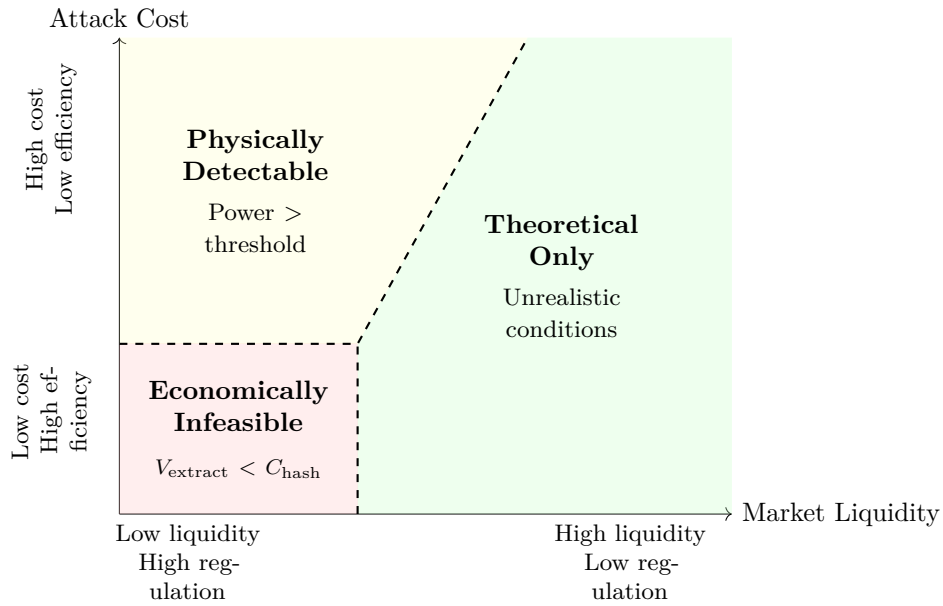 Attack Cost
High cost
Low efficiency
Physically
Detectable
Power >
threshold
Theoretical
Only
Unrealistic
conditions
Low cost
High ef-
ficiency
Economically
Infeasible
V_extract < C_hash
Market Liquidity
Low liquidity
High reg-
ulation
High liquidity
Low reg-
ulation